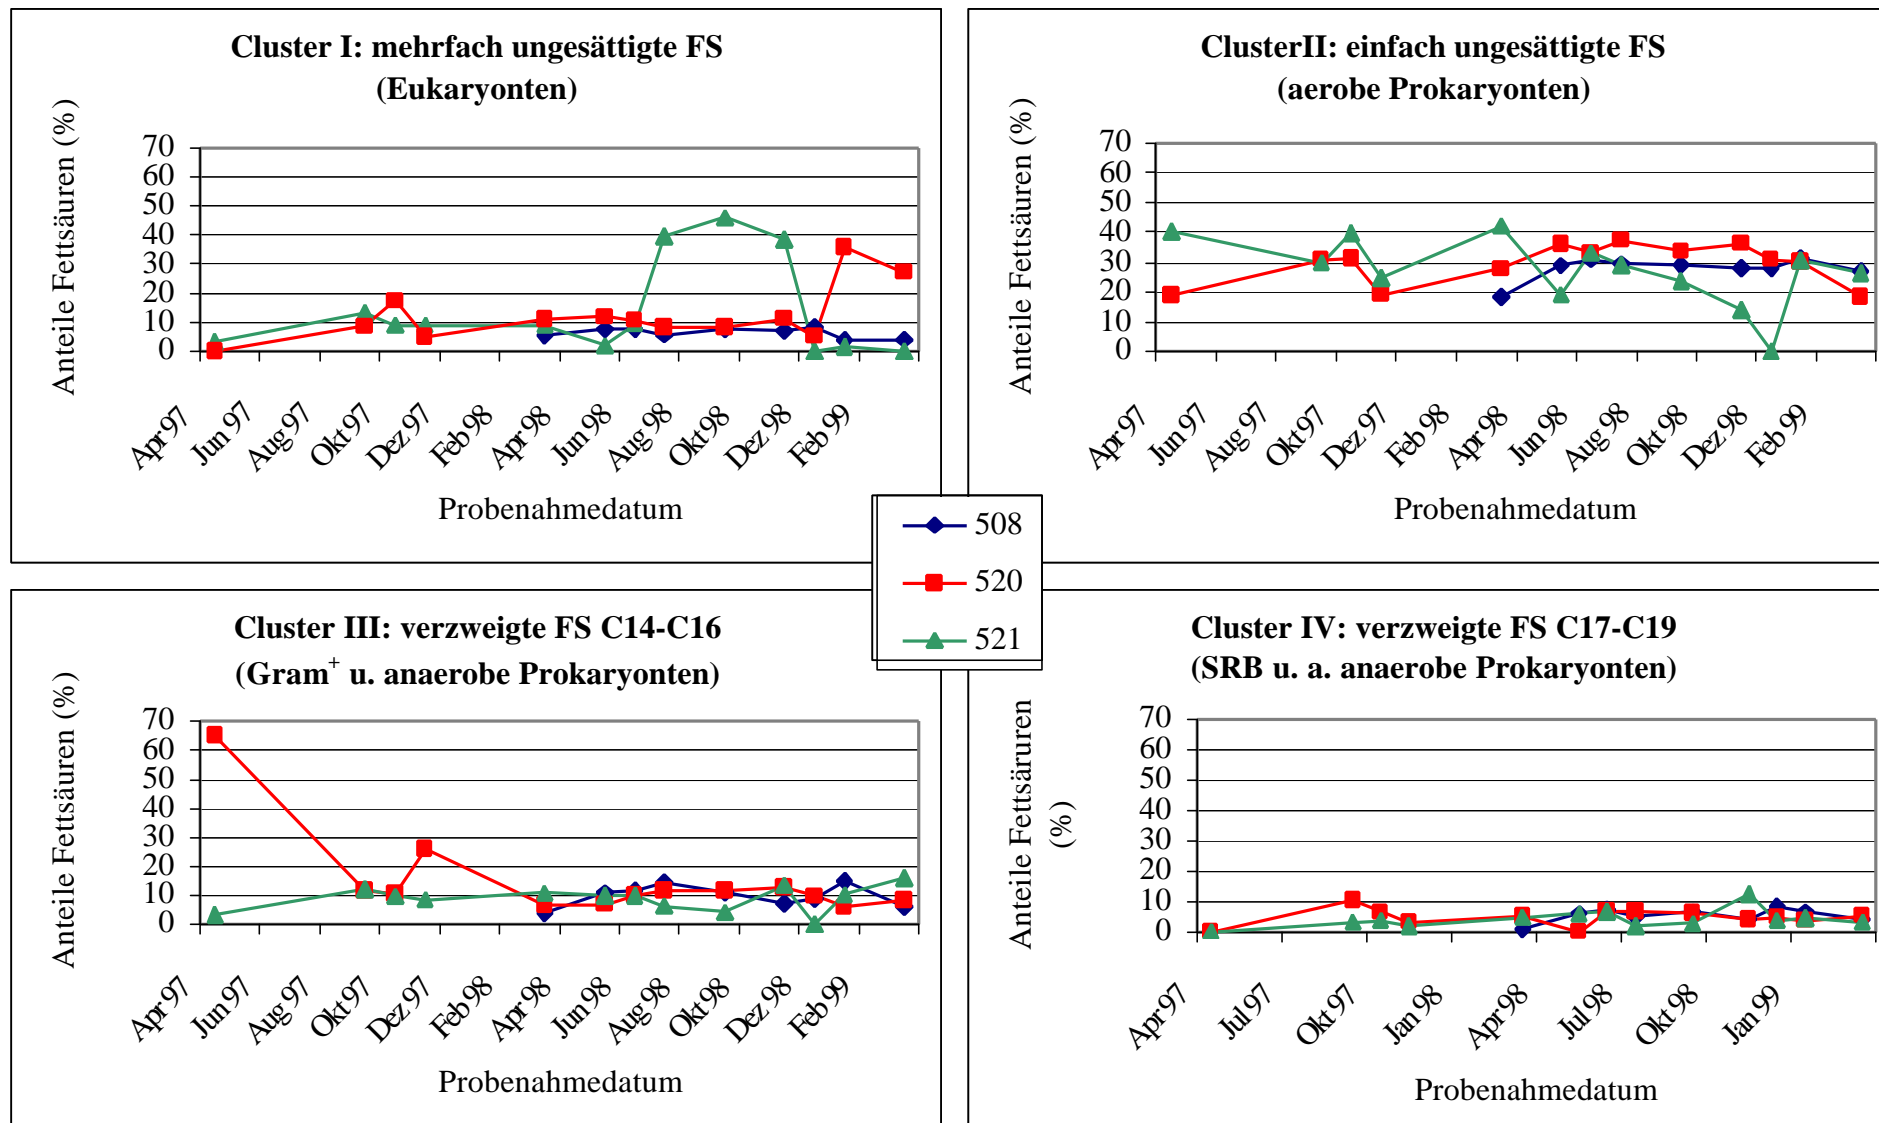 Cluster I: mehrfach ungesättigte FS
(Eukaryonten)
Anteile Fettsäuren (%)
70
60
50
40
30
20
10
0
Apr 97
Jun 97
Aug 97
Okt 97
Dez 97
Feb 98
Apr 98
Jun 98
Aug 98
Okt 98
Dez 98
Feb 99
Probenahmedatum
ClusterII: einfach ungesättigte FS
(aerobe Prokaryonten)
Anteile Fettsäuren (%)
70
60
50
40
30
20
10
0
Apr 97
Jun 97
Aug 97
Okt 97
Dez 97
Feb 98
Apr 98
Jun 98
Aug 98
Okt 98
Dez 98
Feb 99
Probenahmedatum
508
520
521
Cluster III: verzweigte FS C14-C16
(Gram⁺ u. anaerobe Prokaryonten)
Anteile Fettsäuren (%)
70
60
50
40
30
20
10
0
Apr 97
Jun 97
Aug 97
Okt 97
Dez 97
Feb 98
Apr 98
Jun 98
Aug 98
Okt 98
Dez 98
Feb 99
Probenahmedatum
Cluster IV: verzweigte FS C17-C19
(SRB u. a. anaerobe Prokaryonten)
Anteile Fettsäruren
(%)
70
60
50
40
30
20
10
0
Apr 97
Jul 97
Okt 97
Jan 98
Apr 98
Jul 98
Okt 98
Jan 99
Probenahmedatum